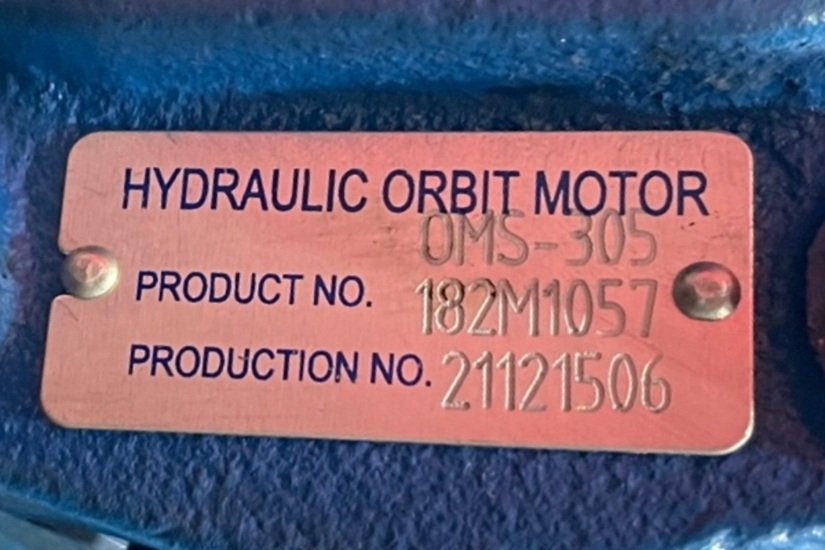 HYDRAULIC ORBIT MOTOR
OMS-305
PRODUCT NO. 182M1057
PRODUCTION NO. 21121506